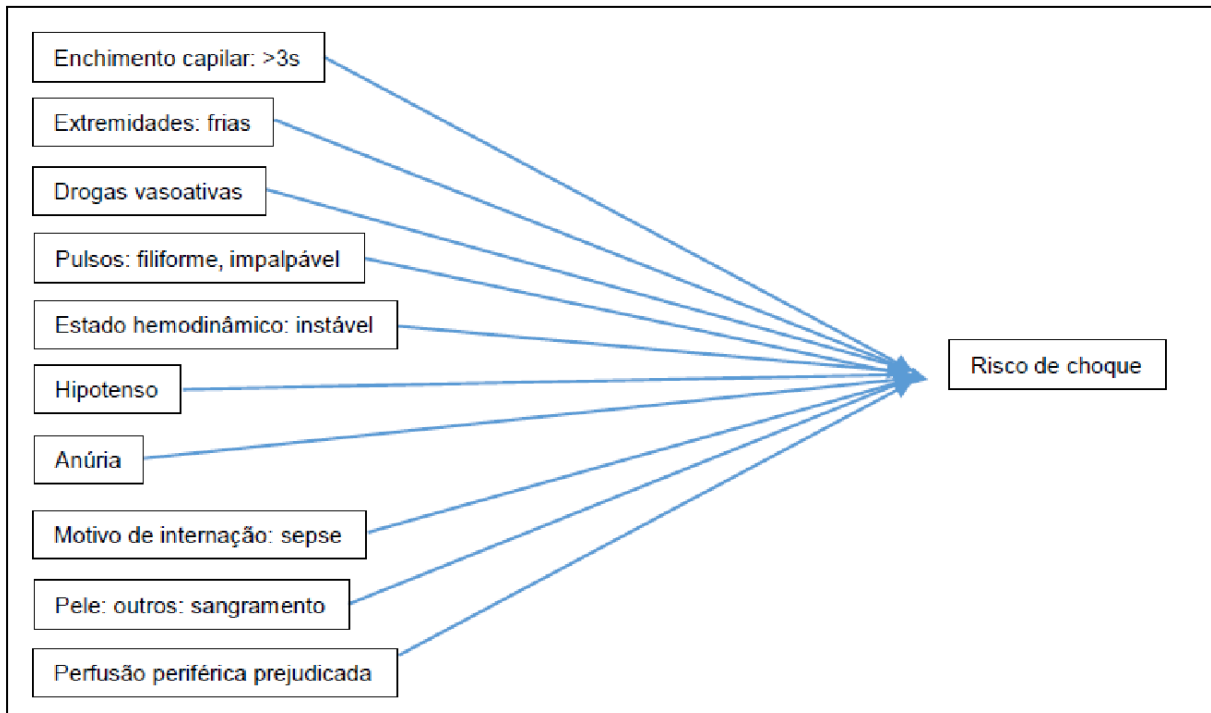 Enchimento capilar: >3s
Extremidades: frias
Drogas vasoativas
Pulsos: filiforme, impalpável
Estado hemodinâmico: instável
Hipotenso
Risco de choque
Anúria
Motivo de internação: sepse
Pele: outros: sangramento
Perfusão periférica prejudicada